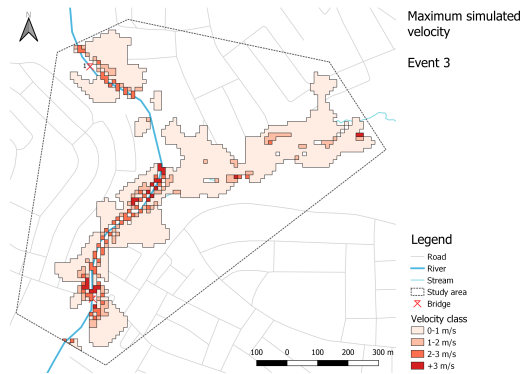 Maximum simulated
velocity
Event 3
N
1
Legend
Road
River
Stream
Study area
Bridge
Velocity class
0-1 m/s
1-2 m/s
2-3 m/s
+3 m/s
100 0 100 200 300 m